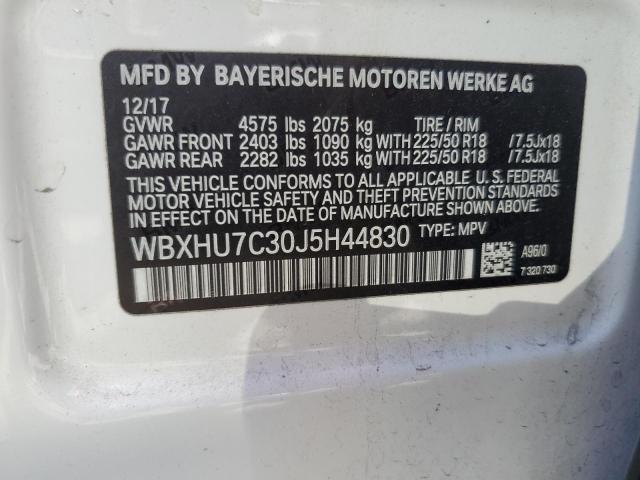 MFD BY BAYERISCHE MOTOREN WERKE AG
12/17
GVWR 4575 lbs 2075 kg TIRE / RIM
GAWR FRONT 2403 lbs 1090 kg WITH 225/50 R18 /7.5Jx18
GAWR REAR 2282 lbs 1035 kg WITH 225/50 R18 /7.5Jx18
THIS VEHICLE CONFORMS TO ALL APPLICABLE U. S. FEDERAL
MOTOR VEHICLE SAFETY AND THEFT PREVENTION STANDARDS
IN EFFECT ON THE DATE OF MANUFACTURE SHOWN ABOVE.
WBXHU7C30J5H44830 TYPE: MPV
A96/0
7 320 730